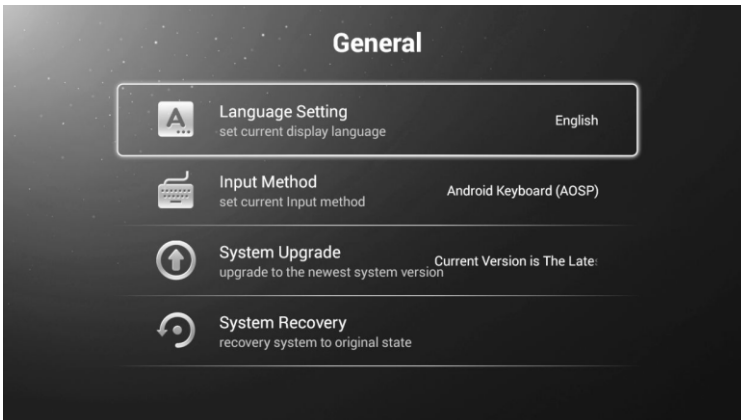 General
Language Setting
set current display language
English
Input Method
set current Input method
Android Keyboard (AOSP)
System Upgrade
upgrade to the newest system version
Current Version is The Late
System Recovery
recovery system to original state